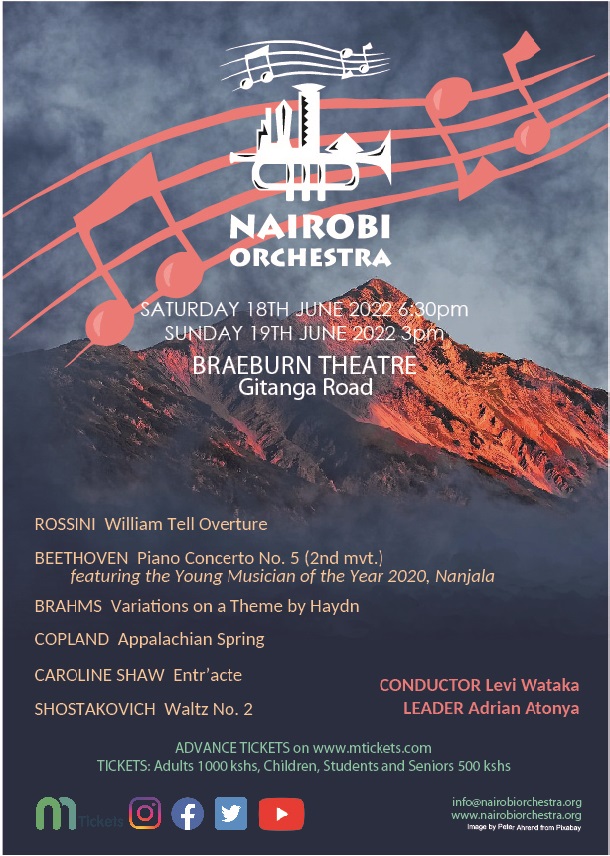 NAIROBI
ORCHESTRA
SATURDAY 18TH JUNE 2022 6:30pm
SUNDAY 19TH JUNE 2022 3pm
BRAEBURN THEATRE
Gitanga Road
ROSSINI William Tell Overture
BEETHOVEN Piano Concerto No. 5 (2nd mvt.)
featuring the Young Musician of the Year 2020, Nanjala
BRAHMS Variations on a Theme by Haydn
COPLAND Appalachian Spring
CAROLINE SHAW Entr'acte
SHOSTAKOVICH Waltz No. 2
CONDUCTOR Levi Wataka
LEADER Adrian Atonya
ADVANCE TICKETS on www.mtickets.com
TICKETS: Adults 1000 kshs, Children, Students and Seniors 500 kshs
m Tickets
info@nairobiorchestra.org
www.nairobiorchestra.org
Image by Peter Ahrend from Pixabay